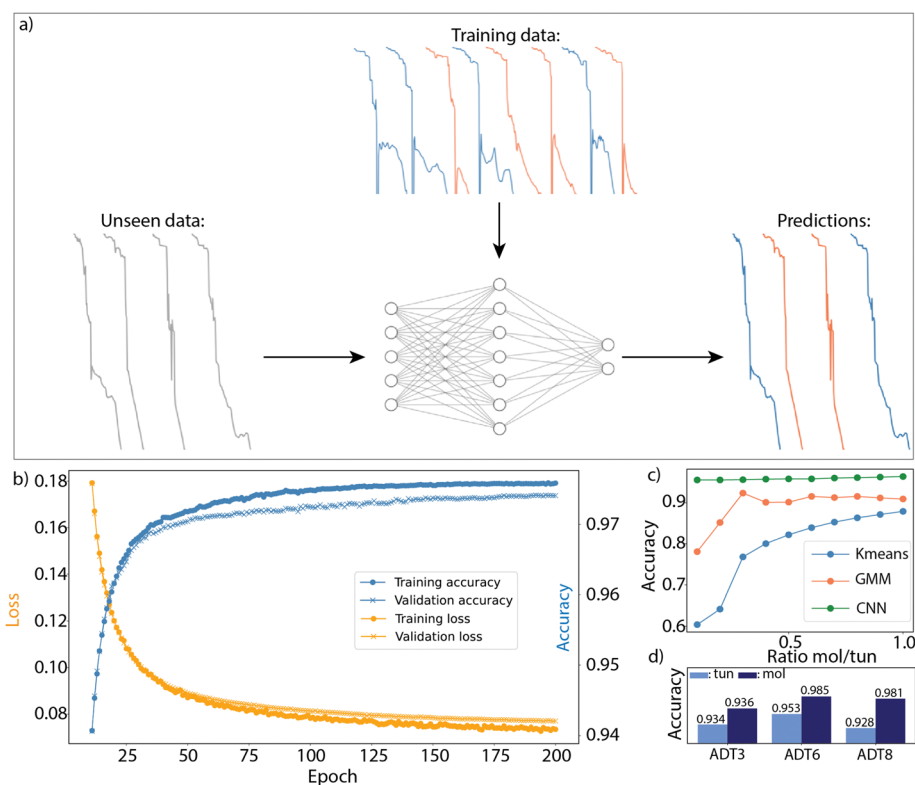 a)
Training data:
Unseen data:
Predictions:
b)
0.18
0.16
0.14
0.12
0.10
0.08
Loss
25
50
75
100
125
150
175
200
Epoch
0.97
0.96
0.95
0.94
Accuracy
Training accuracy
Validation accuracy
Training loss
Validation loss
c)
0.9
0.8
0.7
0.6
Accuracy
Kmeans
GMM
CNN
0.5
1.0
Ratio mol/tun
d)
Accuracy
: tun
: mol
0.934
0.936
0.953
0.985
0.928
0.981
ADT3
ADT6
ADT8